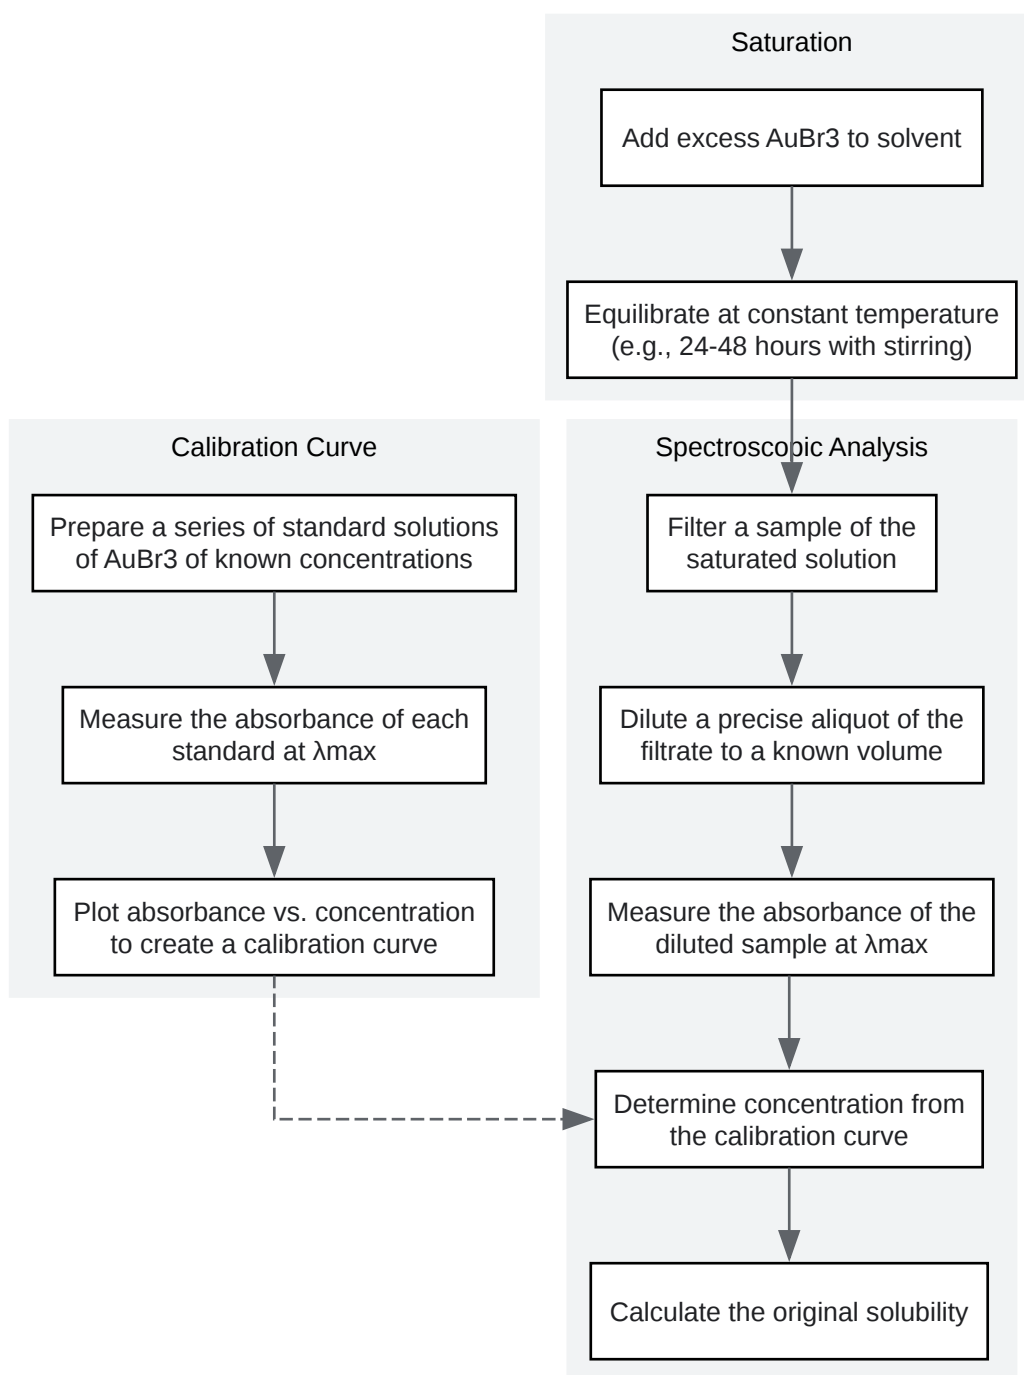 Saturation
Add excess AuBr3 to solvent
Equilibrate at constant temperature
(e.g., 24-48 hours with stirring)
Calibration Curve
Prepare a series of standard solutions
of AuBr3 of known concentrations
Measure the absorbance of each
standard at λmax
Plot absorbance vs. concentration
to create a calibration curve
Spectroscopic Analysis
Filter a sample of the
saturated solution
Dilute a precise aliquot of the
filtrate to a known volume
Measure the absorbance of the
diluted sample at λmax
Determine concentration from
the calibration curve
Calculate the original solubility